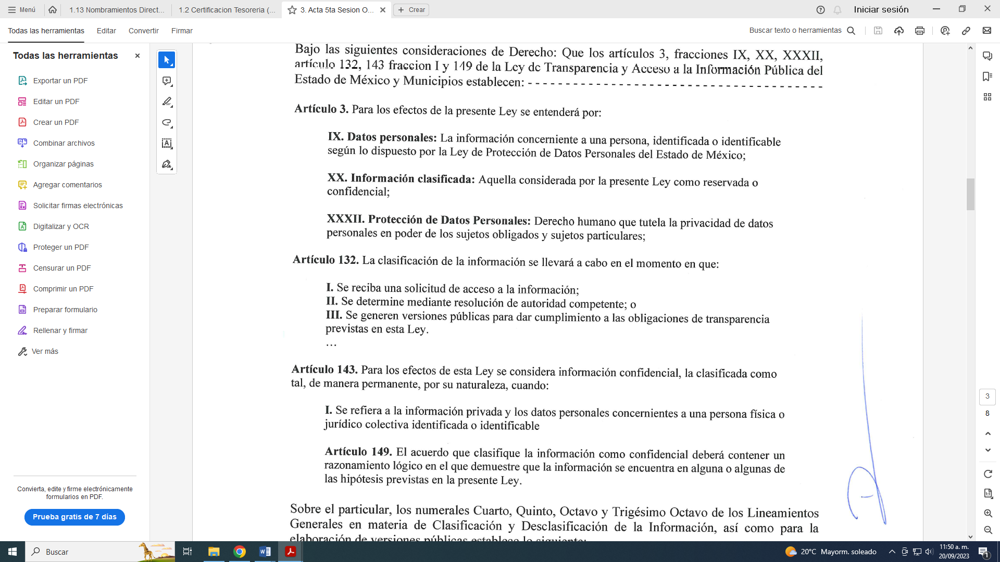 Menú
1.13 Nombramientos Direct...
1.2 Certificacion Tesoreria (...
3. Acta 5ta Sesion O...
Crear
Iniciar sesión
Todas las herramientas
Editar
Convertir
Firmar
Buscar texto o herramientas
Todas las herramientas
Exportar un PDF
Editar un PDF
Crear un PDF
Combinar archivos
Organizar páginas
Agregar comentarios
Solicitar firmas electrónicas
Digitalizar y OCR
Proteger un PDF
Censurar un PDF
Comprimir un PDF
Preparar formulario
Rellenar y firmar
Ver más
Convierta, edite y firme electrónicamente
formularios en PDF.
Prueba gratis de 7 días
Bajo las siguientes consideraciones de Derecho: Que los artículos 3, fracciones IX, XX, XXXII,
artículo 132, 143 fraccion I y 149 de la Ley de Transparencia y Acceso a la Información Pública del
Estado de México y Municipios establecen: - - - - - - - - - - - - - - - - - - - - - - - - - - - - - - - - - - - - - - -
Artículo 3. Para los efectos de la presente Ley se entenderá por:
IX. Datos personales: La información concerniente a una persona, identificada o identificable
según lo dispuesto por la Ley de Protección de Datos Personales del Estado de México;
XX. Información clasificada: Aquella considerada por la presente Ley como reservada o
confidencial;
XXXII. Protección de Datos Personales: Derecho humano que tutela la privacidad de datos
personales en poder de los sujetos obligados y sujetos particulares;
Artículo 132. La clasificación de la información se llevará a cabo en el momento en que:
I. Se reciba una solicitud de acceso a la información;
II. Se determine mediante resolución de autoridad competente; o
III. Se generen versiones públicas para dar cumplimiento a las obligaciones de transparencia
previstas en esta Ley.
...
Artículo 143. Para los efectos de esta Ley se considera información confidencial, la clasificada como
tal, de manera permanente, por su naturaleza, cuando:
I. Se refiera a la información privada y los datos personales concernientes a una persona física o
jurídico colectiva identificada o identificable
Artículo 149. El acuerdo que clasifique la información como confidencial deberá contener un
razonamiento lógico en el que demuestre que la información se encuentra en alguna o algunas de
las hipótesis previstas en la presente Ley.
Sobre el particular, los numerales Cuarto, Quinto, Octavo y Trigésimo Octavo de los Lineamientos
Generales en materia de Clasificación y Desclasificación de la Información, así como para la
elaboración de versiones públicas establece lo siguiente:
3
8
Buscar
20°C Mayorm. soleado
11:50 a. m.
20/09/2023
1